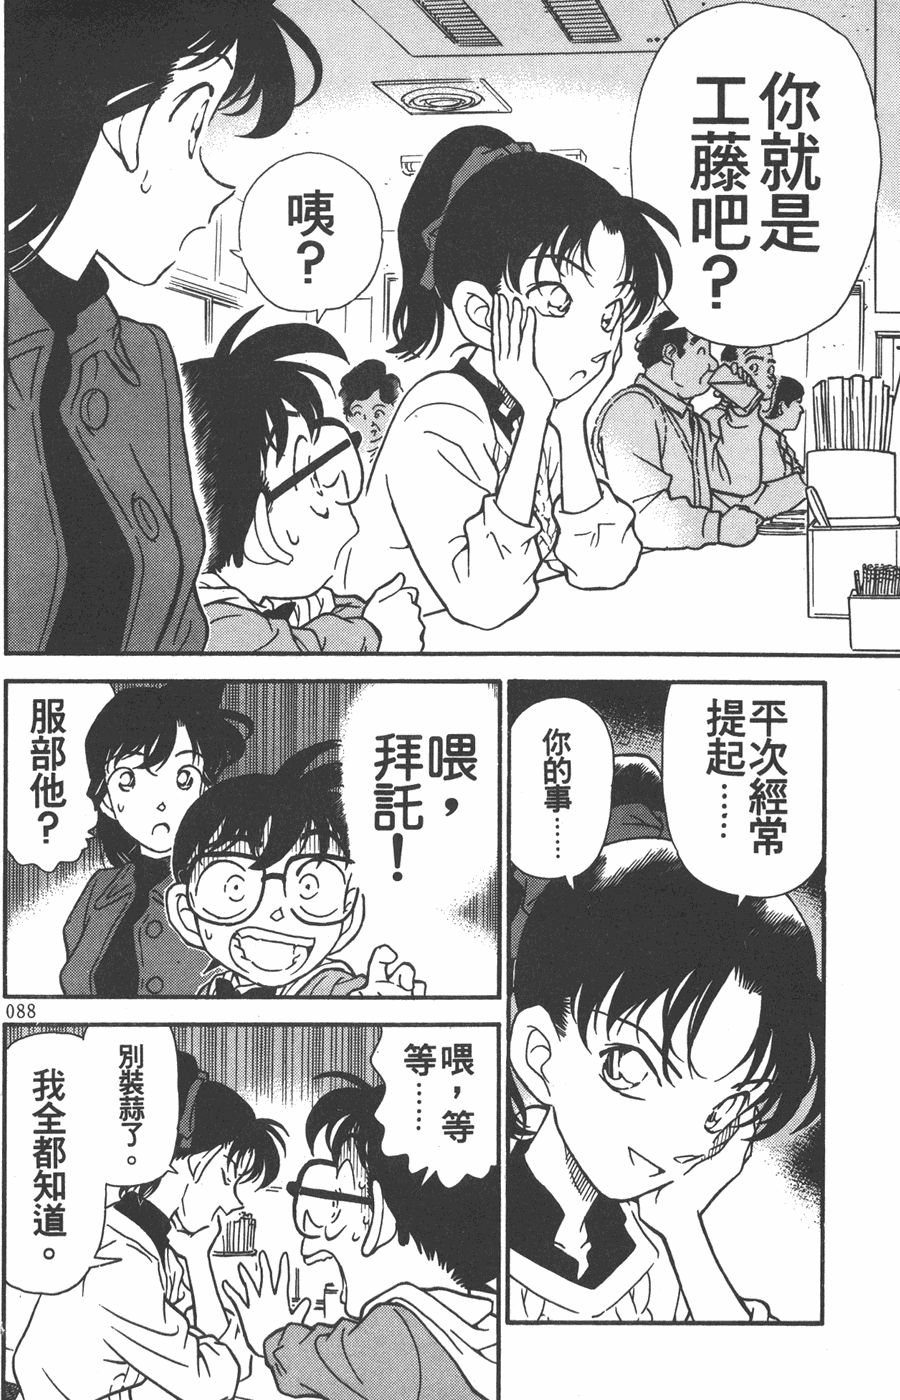 你就是
工藤吧？
咦？
平次經常
提起……
你的事……
喂，
拜託！
服部他？
088
喂，等
等……
別裝蒜了。
我全都知道。